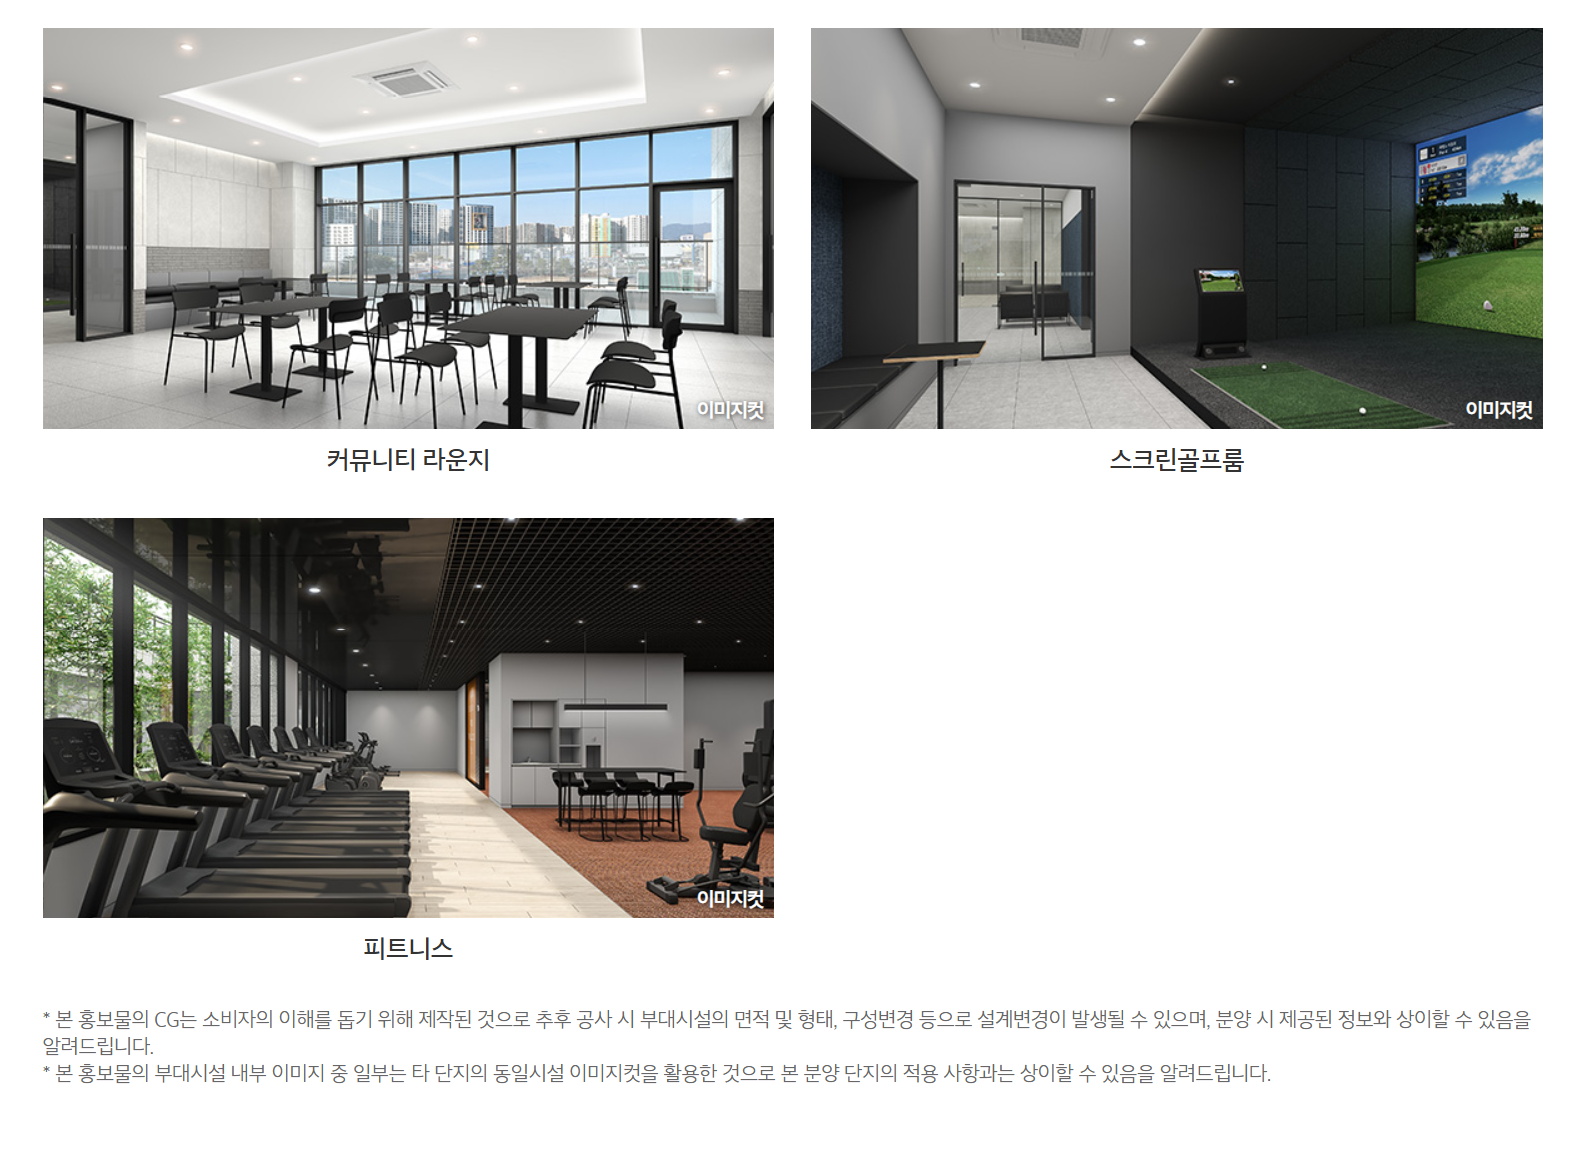 이미지컷
이미지컷
커뮤니티 라운지
스크린골프룸
이미지컷
피트니스
* 본 홍보물의 CG는 소비자의 이해를 돕기 위해 제작된 것으로 추후 공사 시 부대시설의 면적 및 형태, 구성변경 등으로 설계변경이 발생될 수 있으며, 분양 시 제공된 정보와 상이할 수 있음을
알려드립니다.
* 본 홍보물의 부대시설 내부 이미지 중 일부는 타 단지의 동일시설 이미지컷을 활용한 것으로 본 분양 단지의 적용 사항과는 상이할 수 있음을 알려드립니다.